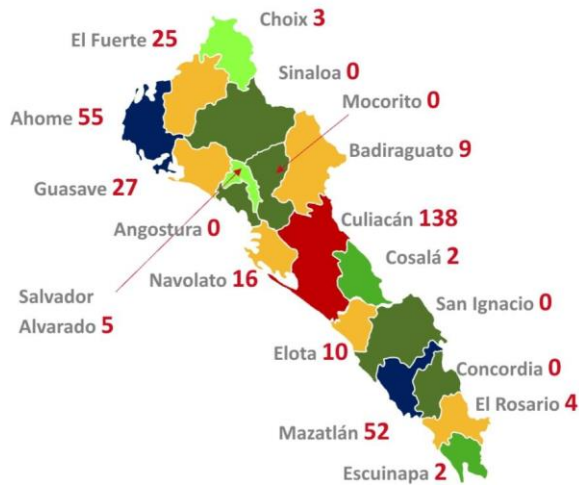 Choix 3
El Fuerte 25
Sinaloa 0
Mocorito 0
Ahome 55
Badiraguato 9
Guasave 27
Culiacán 138
Angostura 0
Cosalá 2
Navolato 16
Salvador
Alvarado 5
San Ignacio 0
Elota 10
Concordia 0
El Rosario 4
Mazatlán 52
Escuinapa 2